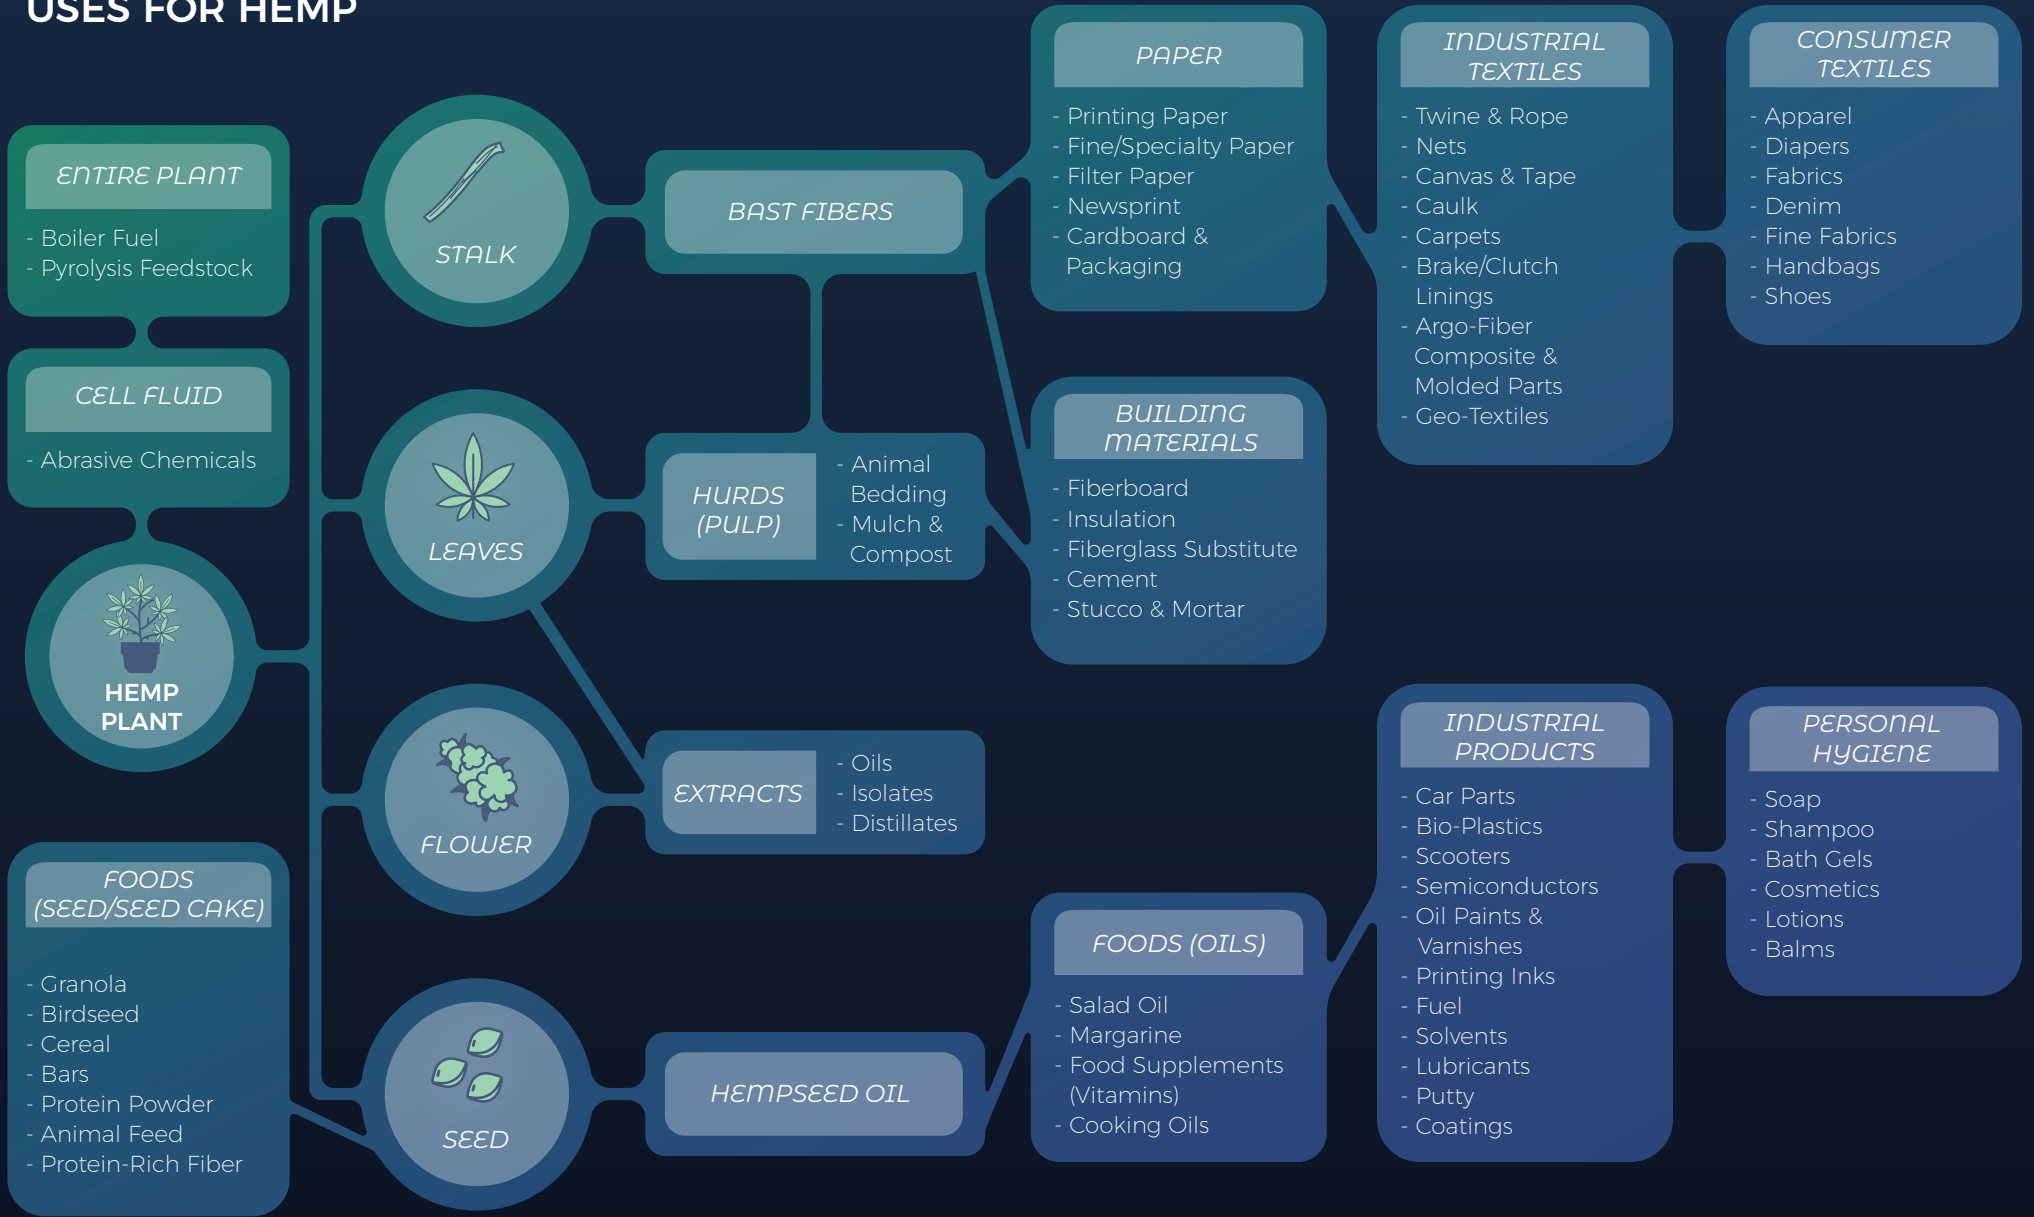 USES FOR HEMP
ENTIRE PLANT
- Boiler Fuel
- Pyrolysis Feedstock
CELL FLUID
- Abrasive Chemicals
HEMP
PLANT
FOODS
(SEED/SEED CAKE)
- Granola
- Birdseed
- Cereal
- Bars
- Protein Powder
- Animal Feed
- Protein-Rich Fiber
STALK
LEAVES
FLOWER
SEED
BAST FIBERS
HURDS
(PULP)
- Animal
Bedding
- Mulch &
Compost
EXTRACTS
- Oils
- Isolates
- Distillates
HEMPSEED OIL
PAPER
- Printing Paper
- Fine/Specialty Paper
- Filter Paper
- Newsprint
- Cardboard &
Packaging
BUILDING
MATERIALS
- Fiberboard
- Insulation
- Fiberglass Substitute
- Cement
- Stucco & Mortar
FOODS (OILS)
- Salad Oil
- Margarine
- Food Supplements
(Vitamins)
- Cooking Oils
INDUSTRIAL
TEXTILES
- Twine & Rope
- Nets
- Canvas & Tape
- Caulk
- Carpets
- Brake/Clutch
Linings
- Argo-Fiber
Composite &
Molded Parts
- Geo-Textiles
INDUSTRIAL
PRODUCTS
- Car Parts
- Bio-Plastics
- Scooters
- Semiconductors
- Oil Paints &
Varnishes
- Printing Inks
- Fuel
- Solvents
- Lubricants
- Putty
- Coatings
CONSUMER
TEXTILES
- Apparel
- Diapers
- Fabrics
- Denim
- Fine Fabrics
- Handbags
- Shoes
PERSONAL
HYGIENE
- Soap
- Shampoo
- Bath Gels
- Cosmetics
- Lotions
- Balms